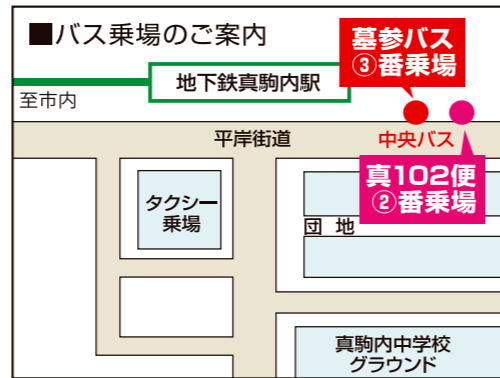 ■バス乗場のご案内
墓参バス
③番乗場
地下鉄真駒内駅
至市内
平岸街道
中央バス
真102便
②番乗場
タクシー
乗場
団 地
真駒内中学校
グラウンド